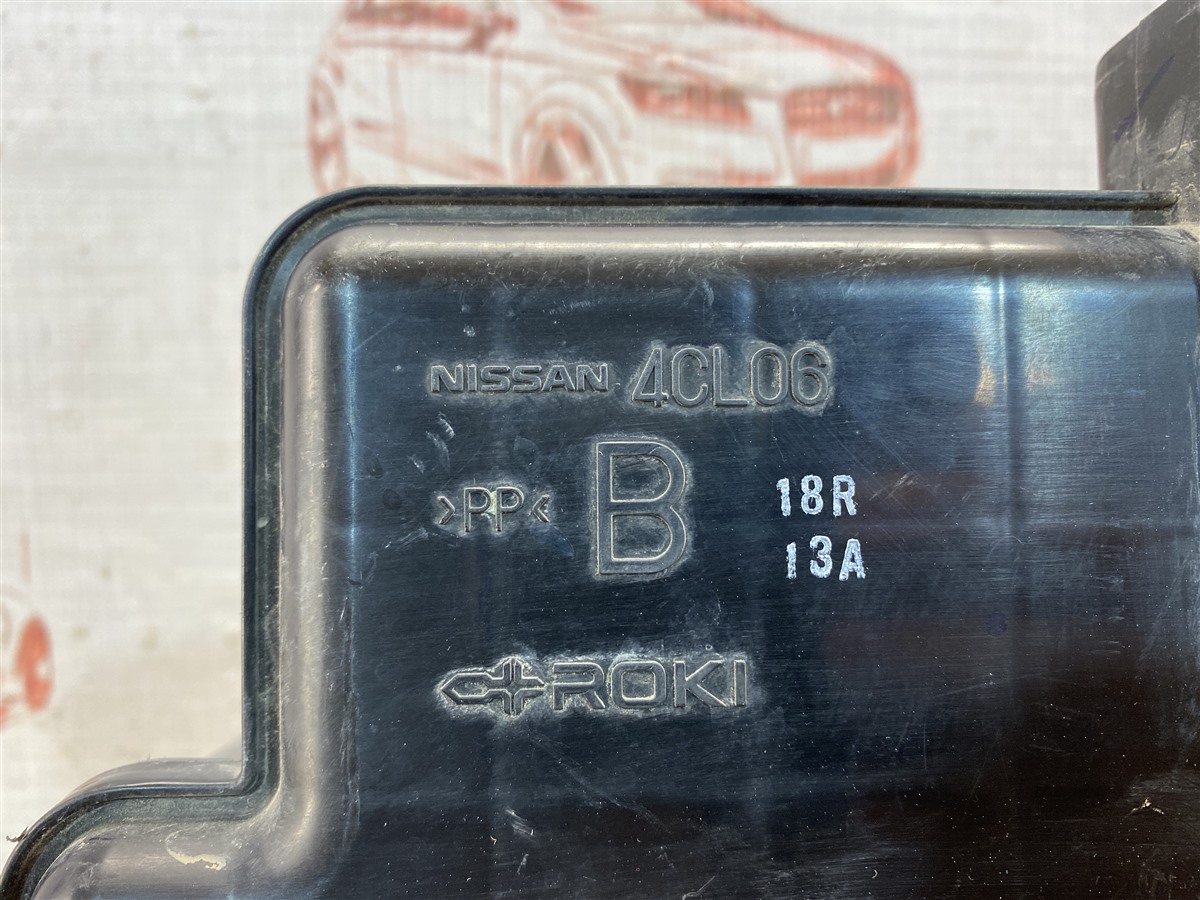 NISSAN 4CL06
>PP< B
18R
13A
ROKI